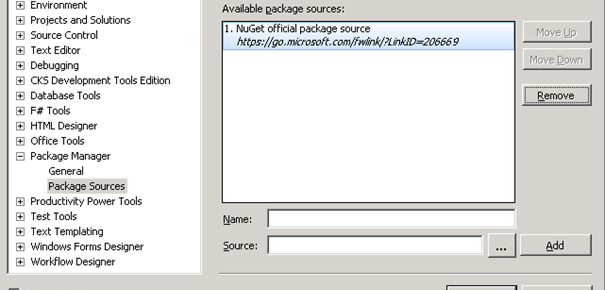 Environment
Projects and Solutions
Source Control
Text Editor
Debugging
CKS Development Tools Edition
Database Tools
F# Tools
HTML Designer
Office Tools
Package Manager
General
Package Sources
Productivity Power Tools
Test Tools
Text Templating
Windows Forms Designer
Workflow Designer
Available package sources:
1. NuGet official package source
https://go.microsoft.com/fwlink/?LinkID=206669
Move Up
Move Down
Remove
Name:
Source:
...
Add